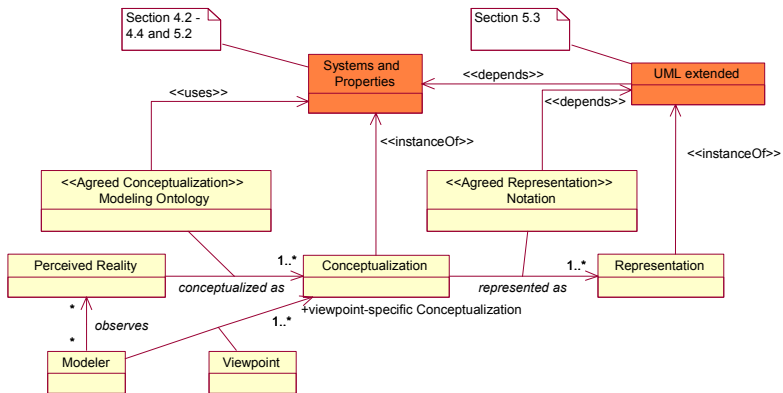 Section 4.2 -
4.4 and 5.2
Section 5.3
Systems and
Properties
<<depends>>
UML extended
<<uses>>
<<depends>>
<<instanceOf>>
<<instanceOf>>
<<Agreed Conceptualization>>
Modeling Ontology
<<Agreed Representation>>
Notation
Perceived Reality
conceptualized as
1..*
Conceptualization
represented as
1..*
Representation
*
observes
*
1..*
+viewpoint-specific Conceptualization
Modeler
Viewpoint